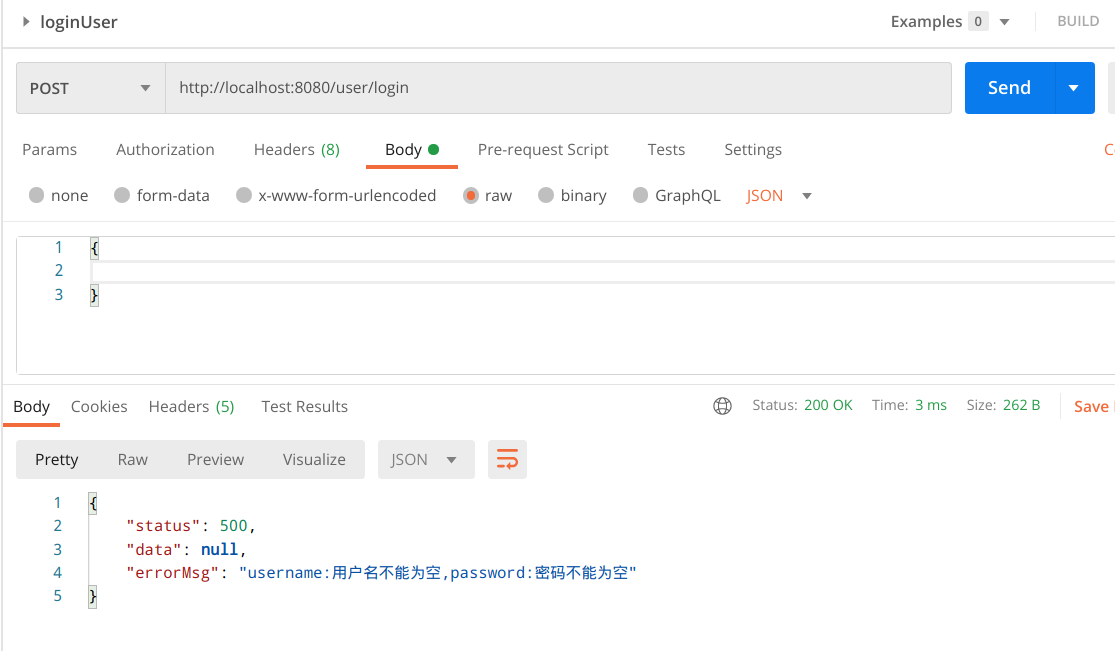 loginUser Examples 0 BUILD
POST http://localhost:8080/user/login Send
Params Authorization Headers (8) Body Pre-request Script Tests Settings
none form-data x-www-form-urlencoded raw binary GraphQL JSON
1 {
2
3 }
Body Cookies Headers (5) Test Results Status: 200 OK Time: 3 ms Size: 262 B Save
Pretty Raw Preview Visualize JSON
1 {
2 "status": 500,
3 "data": null,
4 "errorMsg": "username:用户名不能为空,password:密码不能为空"
5 }